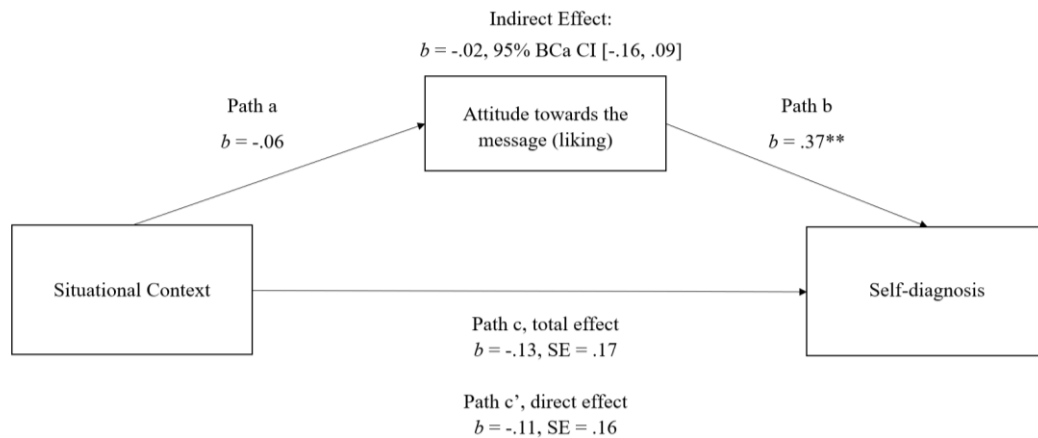 Indirect Effect:
b = -.02, 95% BCa CI [-.16, .09]
Path a
b = -.06
Attitude towards the
message (liking)
Path b
b = .37**
Situational Context
Self-diagnosis
Path c, total effect
b = -.13, SE = .17
Path c’, direct effect
b = -.11, SE = .16